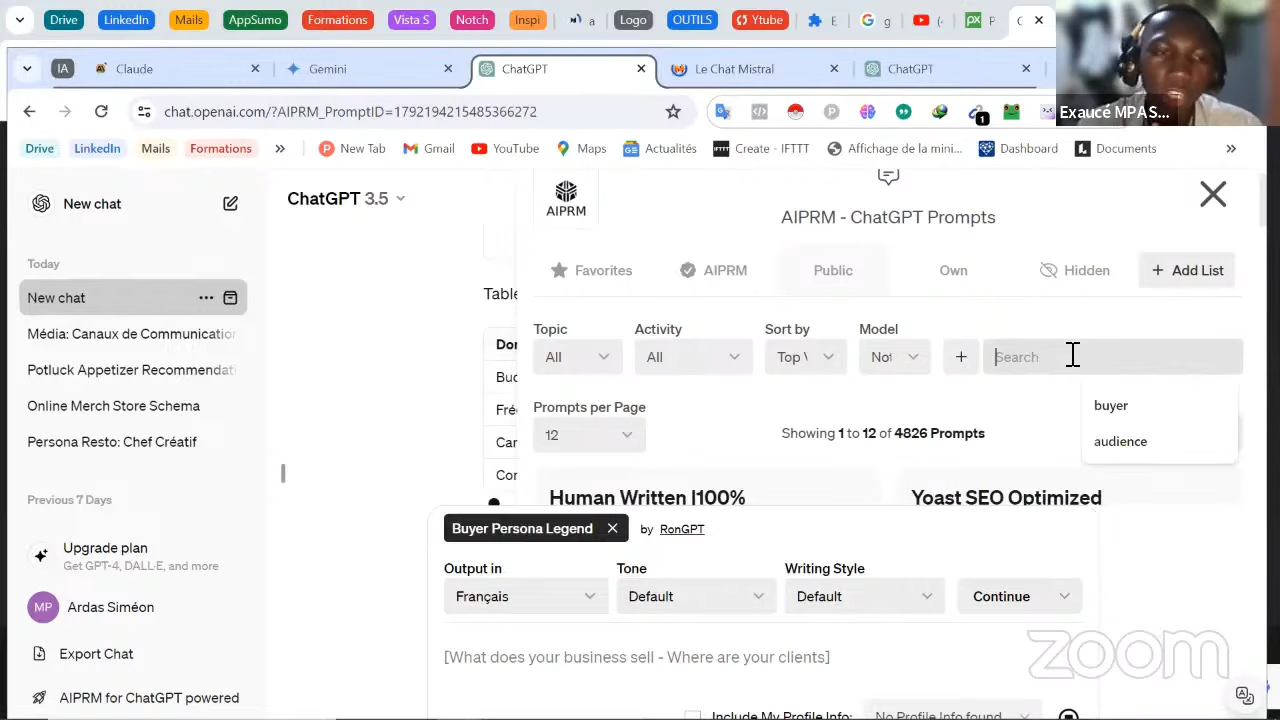 Drive LinkedIn Mails AppSumo Formations Vista S Notch Inspi a Logo OUTILS Ytube E g ( P C
IA Claude Gemini ChatGPT Le Chat Mistral ChatGPT
chat.openai.com/?AIPRM_PromptID=1792194215485366272
1
Exaucé MPAS...
Drive LinkedIn Mails Formations New Tab Gmail YouTube Maps Actualités Create - IFTTT Affichage de la mini... Dashboard Documents
New chat
ChatGPT 3.5
AIPRM
AIPRM - ChatGPT Prompts
Today
Favorites AIPRM Public Own Hidden + Add List
New chat
Média: Canaux de Communication
Potluck Appetizer Recommendat
Online Merch Store Schema
Persona Resto: Chef Créatif
Previous 7 Days
Table
Don
Buc
Fré
Car
Cor
Topic Activity Sort by Model
All All Top Not + Search
buyer
audience
Prompts per Page
12
Showing 1 to 12 of 4826 Prompts
Human Written |100% Yoast SEO Optimized
Buyer Persona Legend by RonGPT
Output in Tone Writing Style
Français Default Default Continue
[What does your business sell - Where are your clients]
Include My Profile Info: No Profile Info found
Upgrade plan
Get GPT-4, DALL·E, and more
MP Ardas Siméon
Export Chat
AIPRM for ChatGPT powered
zoom